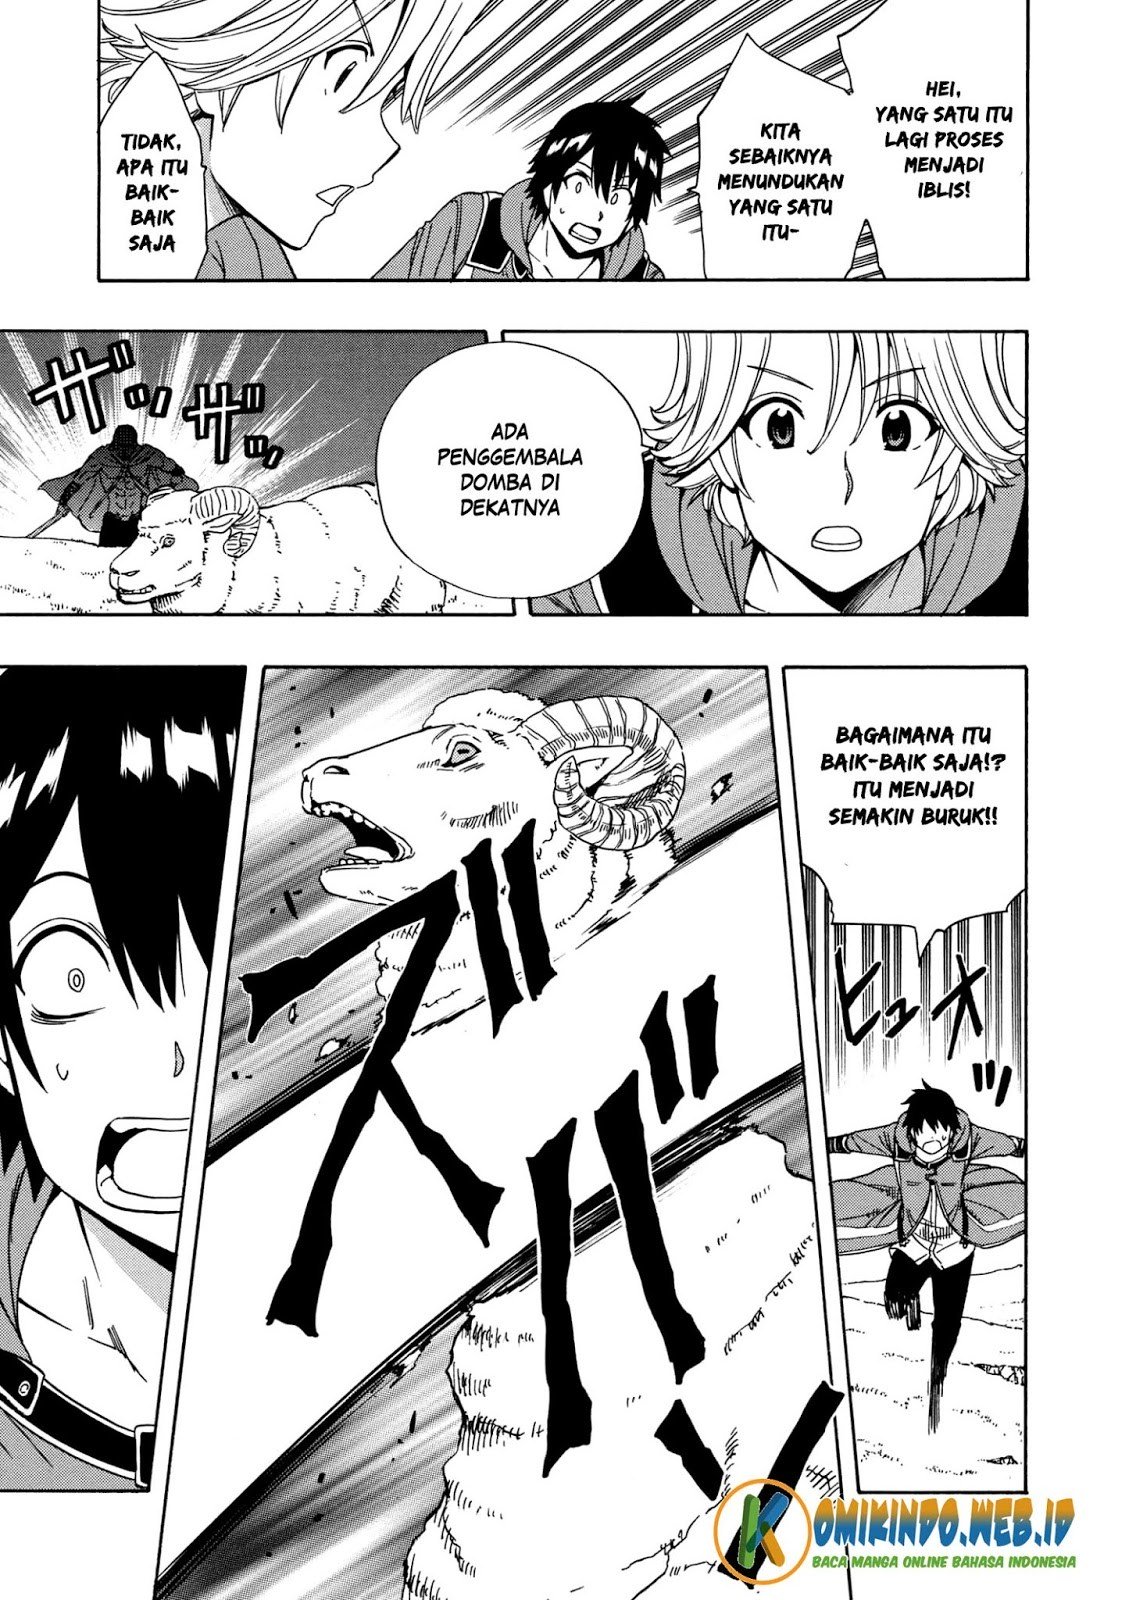 HEI,
YANG SATU ITU
LAGI PROSES
MENJADI
IBLIS!
KITA
SEBAIKNYA
MENUNDUKAN
YANG SATU
ITU-
TIDAK,
APA ITU
BAIK-
BAIK
SAJA
ADA
PENGGEMBALA
DOMBA DI
DEKATNYA
ザッ
ザッ
BAGAIMANA ITU
BAIK-BAIK SAJA!?
ITU MENJADI
SEMAKIN BURUK!!
ヒュオッ
ズバッ
KOMIKINDO.WEB.ID
BACA MANGA ONLINE BAHASA INDONESIA